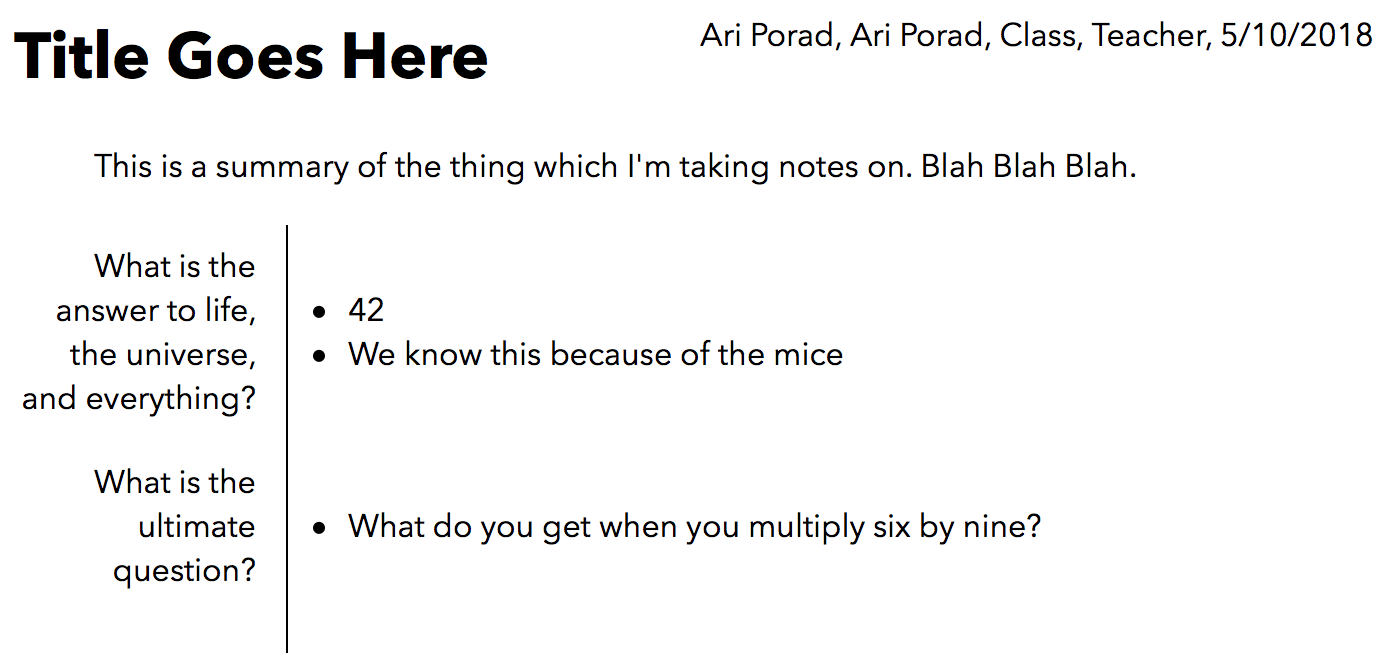 Title Goes Here
Ari Porad, Ari Porad, Class, Teacher, 5/10/2018
This is a summary of the thing which I'm taking notes on. Blah Blah Blah.
What is the
answer to life,
the universe,
and everything?
• 42
• We know this because of the mice
What is the
ultimate
question?
• What do you get when you multiply six by nine?